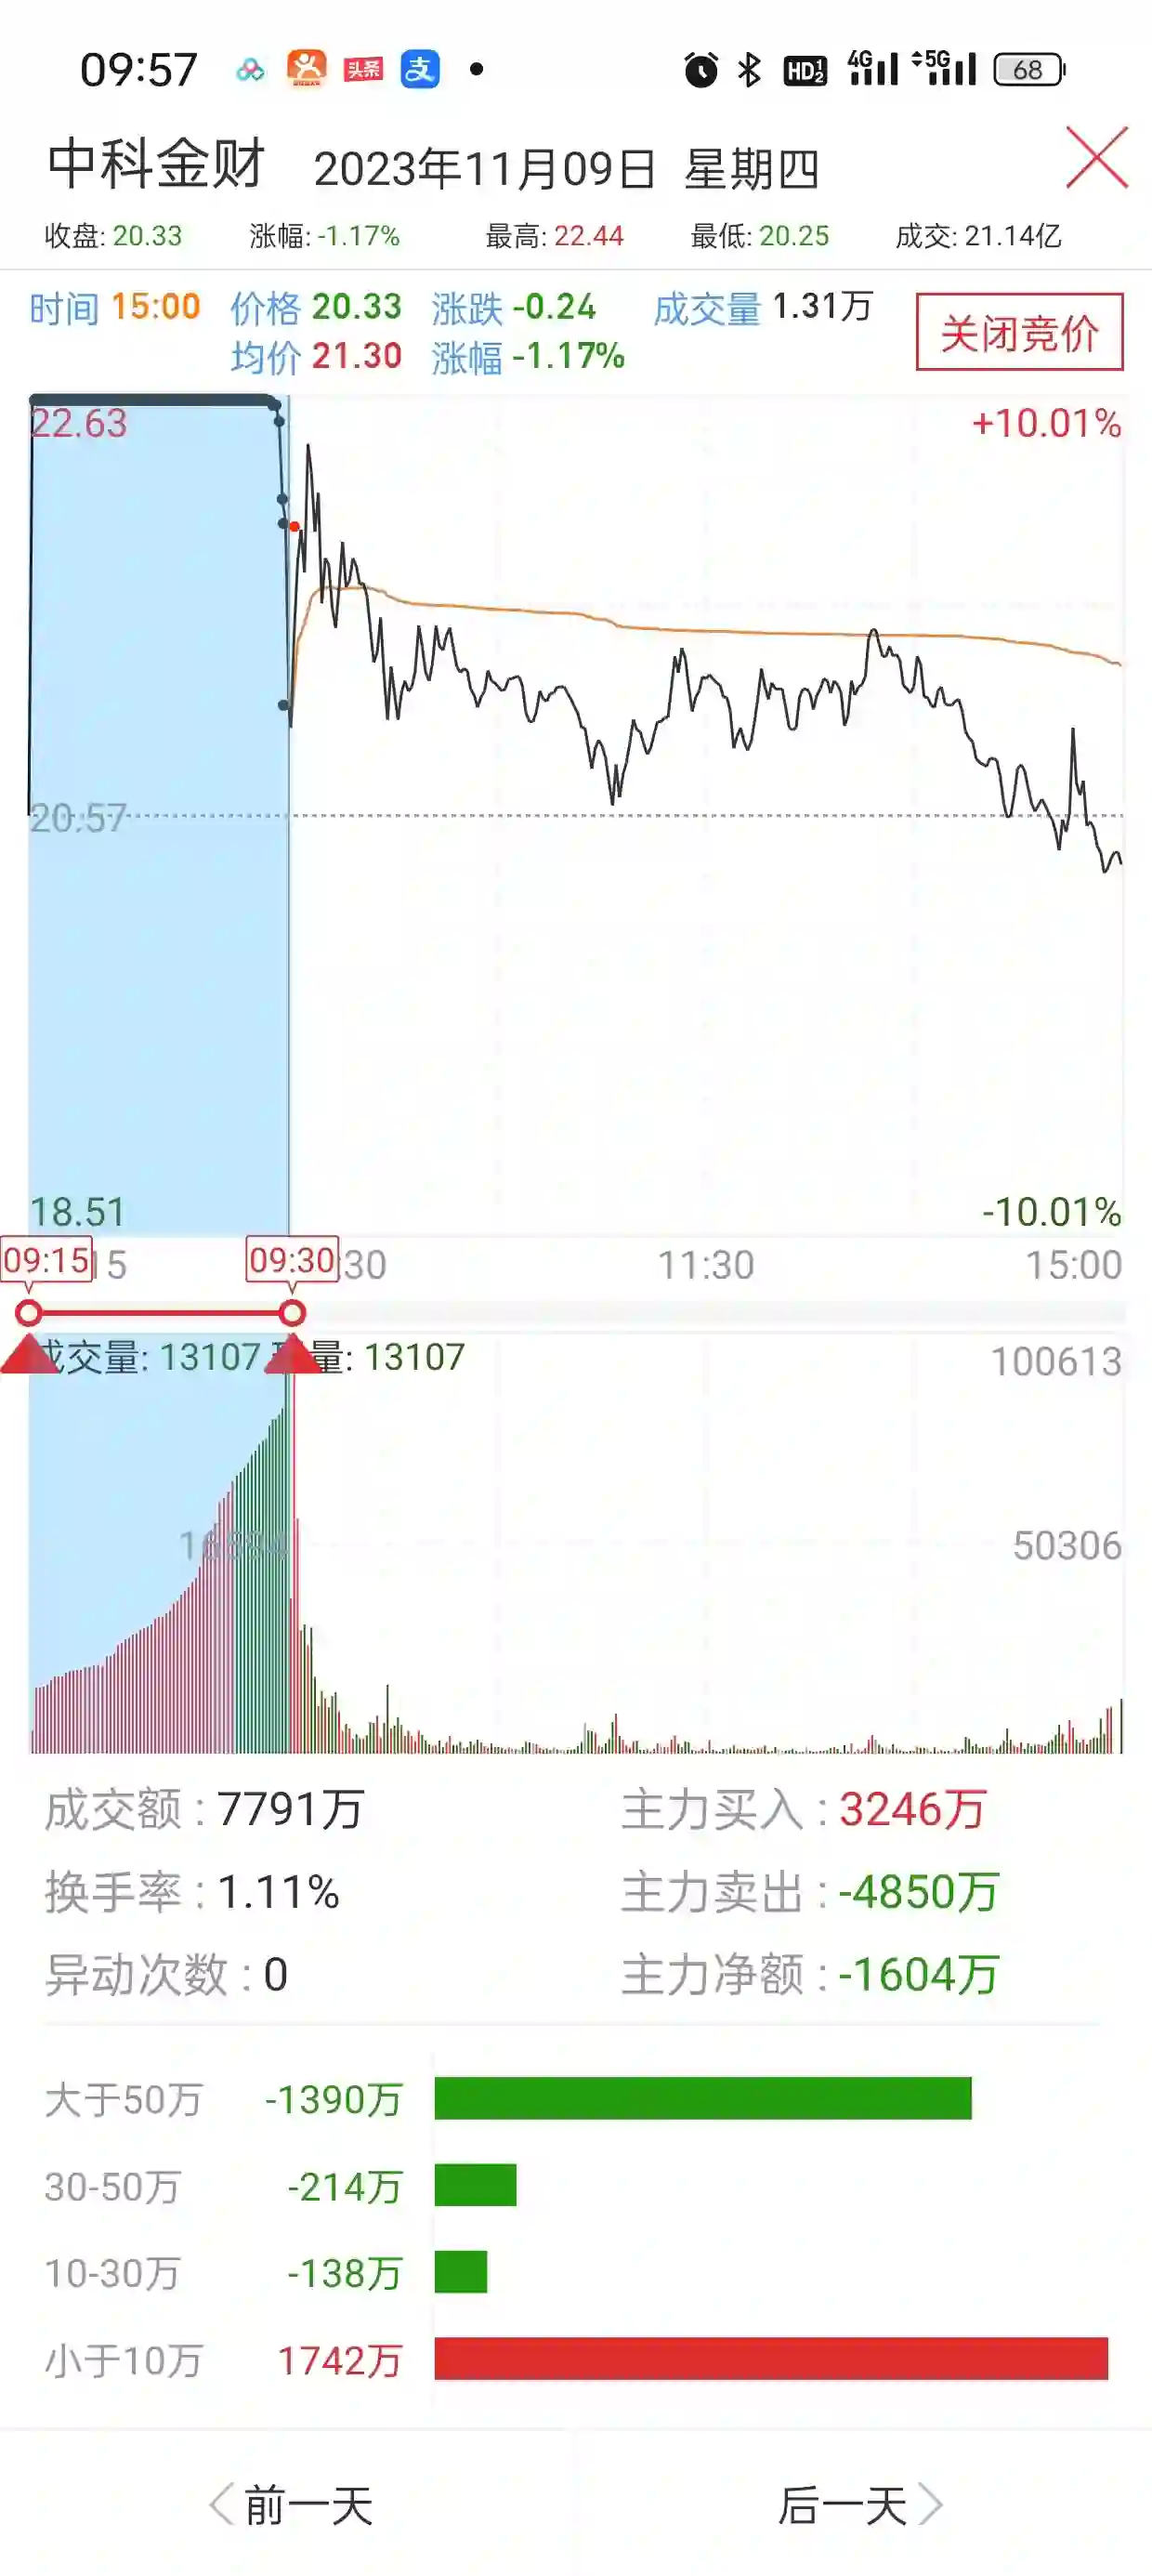 09:57 头条 支 HD 1 2 4G 5G 68
中科金财 2023年11月09日 星期四
收盘: 20.33 涨幅: -1.17% 最高: 22.44 最低: 20.25 成交: 21.14亿
时间 15:00 价格 20.33 涨跌 -0.24 成交量 1.31万
均价 21.30 涨幅 -1.17%
关闭竞价
22.63 +10.01%
20.57
18.51 -10.01%
09:15 15 09:30 :30 11:30 15:00
成交量: 13107 量: 13107 100613
50306
成交额 : 7791万 主力买入 : 3246万
换手率 : 1.11% 主力卖出 : -4850万
异动次数 : 0 主力净额 : -1604万
大于50万 -1390万
30-50万 -214万
10-30万 -138万
小于10万 1742万
前一天 后一天